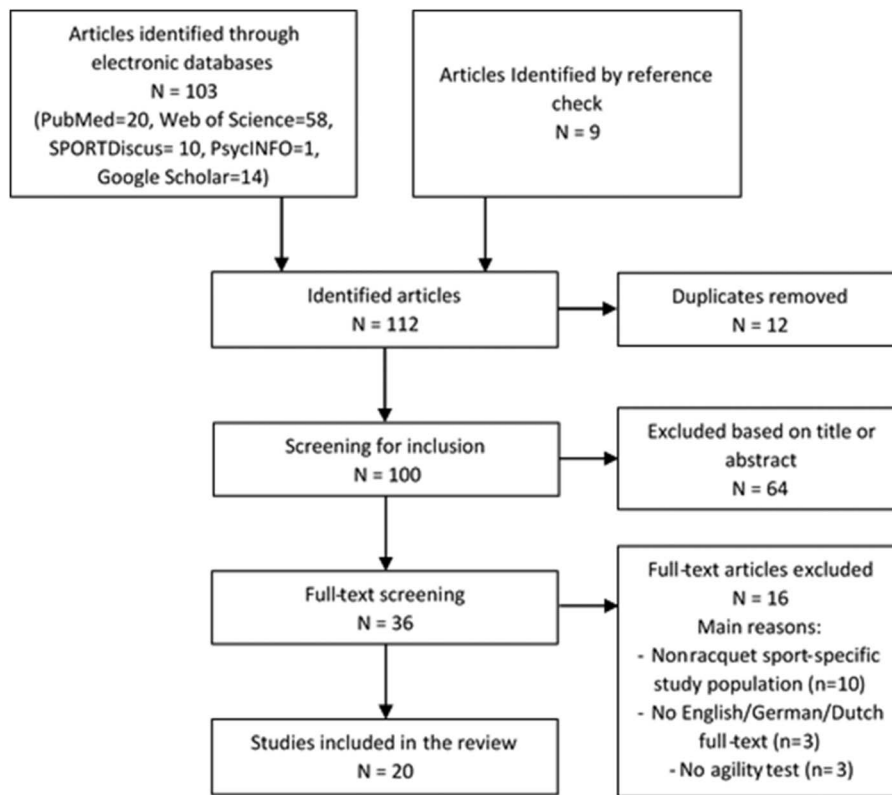 Articles identified through
electronic databases
N = 103
(PubMed=20, Web of Science=58,
SPORTDiscus= 10, PsycINFO=1,
Google Scholar=14)
Articles Identified by reference
check
N = 9
Identified articles
N = 112
Duplicates removed
N = 12
Screening for inclusion
N = 100
Excluded based on title or
abstract
N = 64
Full-text screening
N = 36
Full-text articles excluded
N = 16
Main reasons:
- Nonracquet sport-specific
study population (n=10)
- No English/German/Dutch
full-text (n=3)
- No agility test (n=3)
Studies included in the review
N = 20